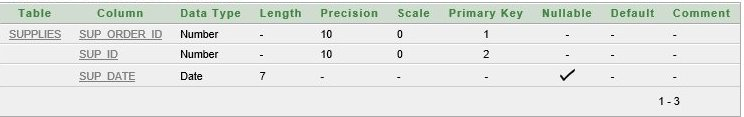 Table Column Data Type Length Precision Scale Primary Key Nullable Default Comment
SUPPLIES SUP_ORDER_ID Number - 10 0 1 - - -
SUP_ID Number - 10 0 2 - - -
SUP_DATE Date 7 - - - ✓ - -
1 - 3